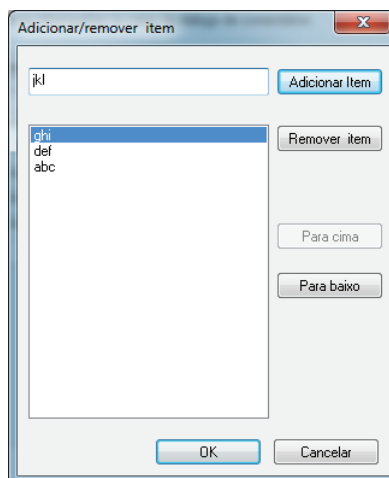 Adicionar/remover item
jkl
Adicionar Item
ghi
Remover item
def
abc
Para cima
Para baixo
OK
Cancelar